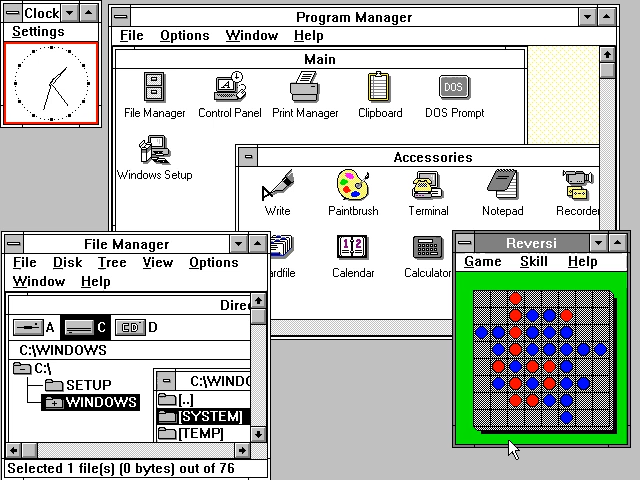 Clock
Settings
Program Manager
File Options Window Help
Main
File Manager Control Panel Print Manager Clipboard DOS Prompt
DOS
Windows Setup
Accessories
Write Paintbrush Terminal Notepad Recorder
1 2
ardfile Calendar Calculator
File Manager
File Disk Tree View Options
Window Help
Direc
A C CD D
C:\WINDOWS
C:\
SETUP
WINDOWS
C:\WINDO
[..]
[SYSTEM]
[TEMP]
Selected 1 file(s) (0 bytes) out of 76
Reversi
Game Skill Help